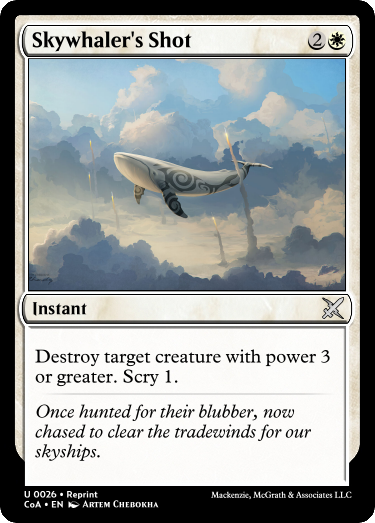 Skywhaler's Shot 2
Instant
Destroy target creature with power 3
or greater. Scry 1.
Once hunted for their blubber, now
chased to clear the tradewinds for our
skyships.
U 0026 • Reprint
CoA • EN Artem Chebokha
Mackenzie, McGrath & Associates LLC